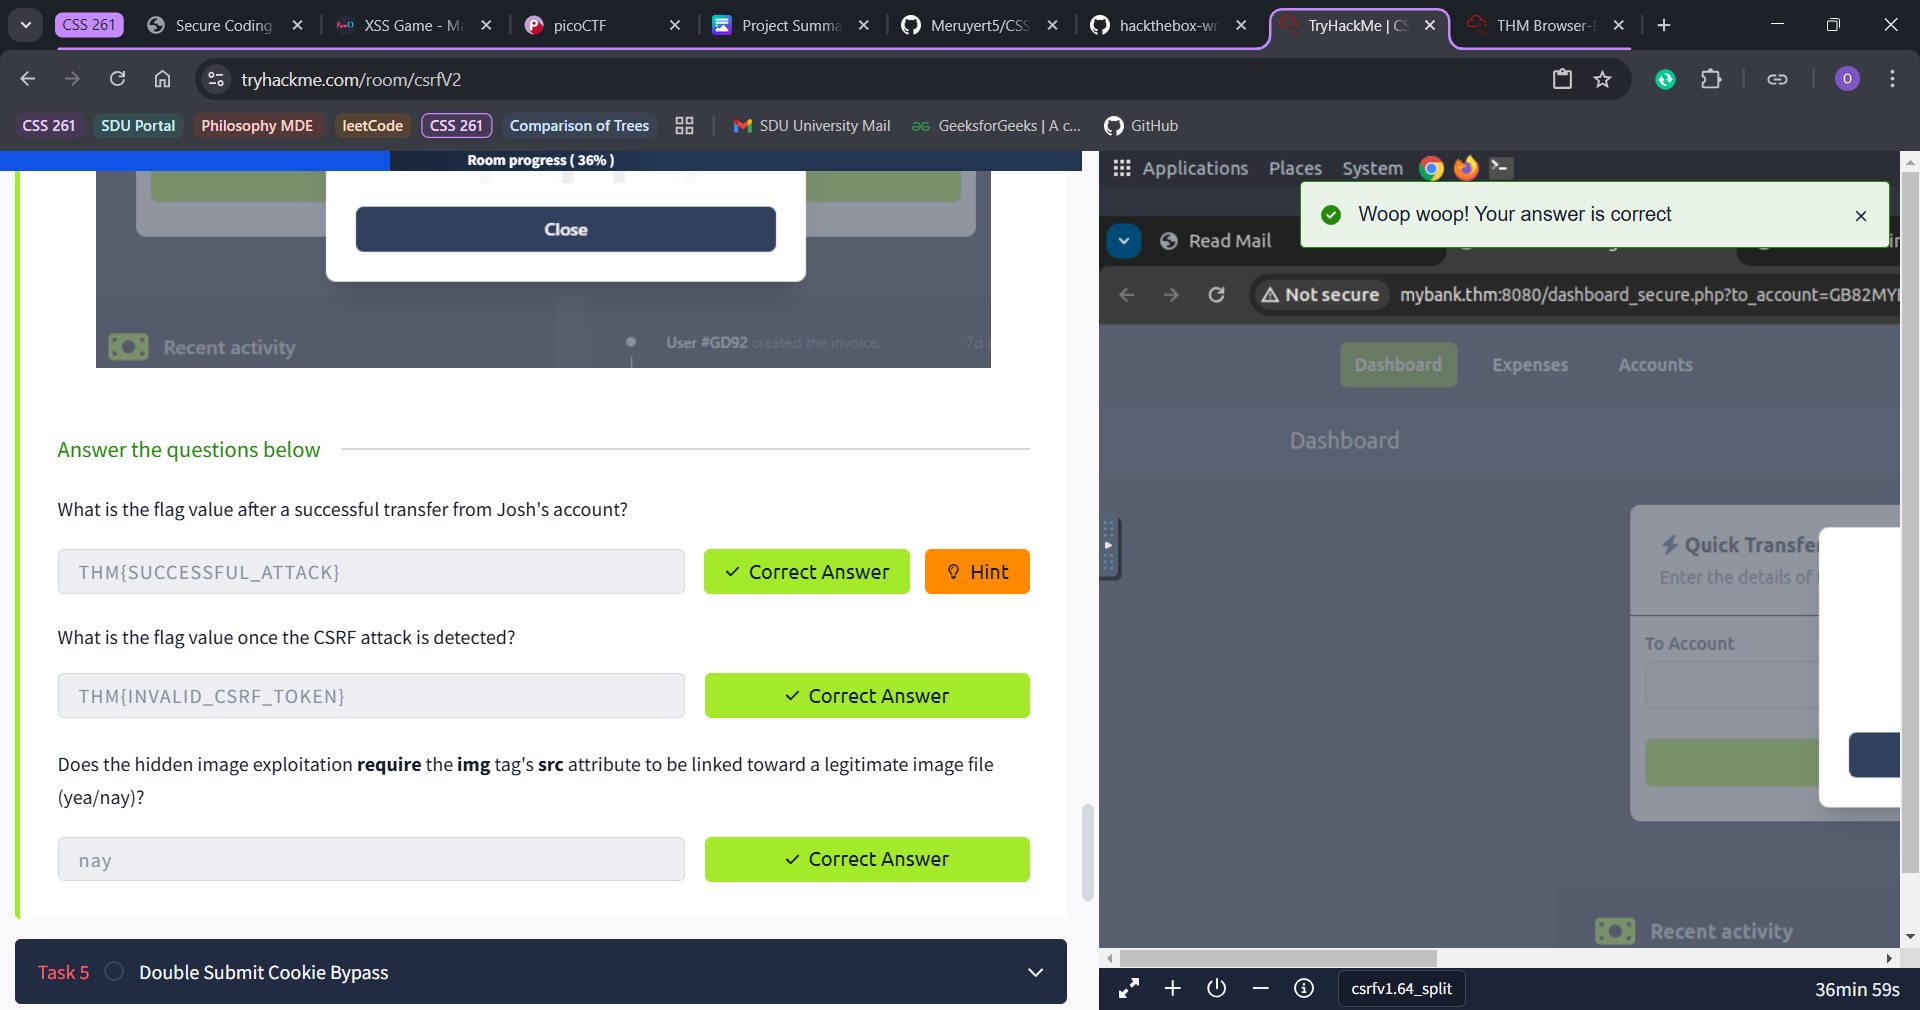 CSS 261
Secure Coding
XSS Game - Ma
picoCTF
Project Summa
Meruyert5/CSS
hackthebox-wr
TryHackMe | CS
THM Browser-
tryhackme.com/room/csrfV2
O
CSS 261
SDU Portal
Philosophy MDE
leetCode
CSS 261
Comparison of Trees
SDU University Mail
GeeksforGeeks | A c...
GitHub
Room progress ( 36% )
Close
Recent activity
User #GD92 created the invoice.
7d
Answer the questions below
What is the flag value after a successful transfer from Josh's account?
THM{SUCCESSFUL_ATTACK}
Correct Answer
Hint
What is the flag value once the CSRF attack is detected?
THM{INVALID_CSRF_TOKEN}
Correct Answer
Does the hidden image exploitation require the img tag's src attribute to be linked toward a legitimate image file
(yea/nay)?
nay
Correct Answer
Task 5
Double Submit Cookie Bypass
Applications
Places
System
Woop woop! Your answer is correct
Read Mail
Not secure
mybank.thm:8080/dashboard_secure.php?to_account=GB82MY
Dashboard
Expenses
Accounts
Dashboard
Quick Transfer
Enter the details of
To Account
Recent activity
csrfv1.64_split
36min 59s